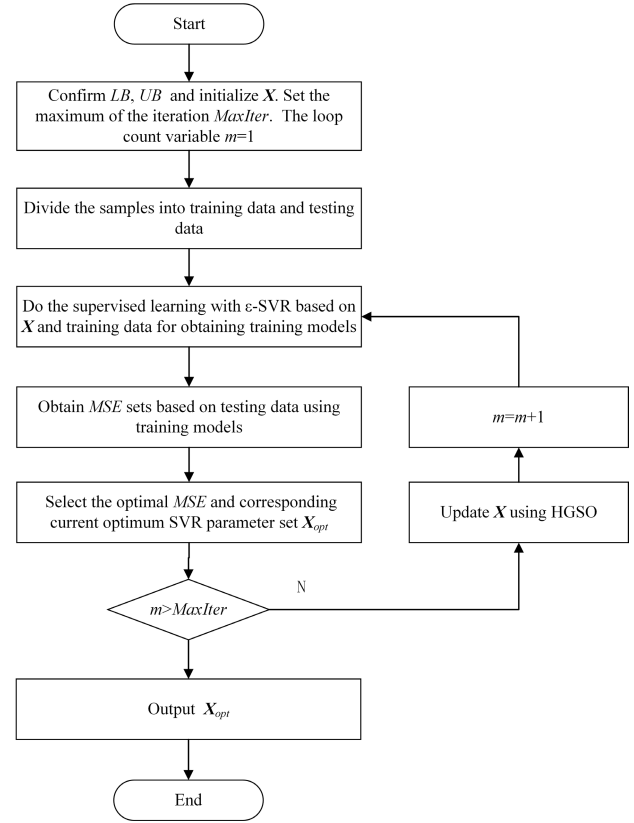 Start
Confirm LB, UB and initialize X. Set the
maximum of the iteration MaxIter. The loop
count variable m=1
Divide the samples into training data and testing
data
Do the supervised learning with ε-SVR based on
X and training data for obtaining training models
Obtain MSE sets based on testing data using
training models
m=m+1
Select the optimal MSE and corresponding
current optimum SVR parameter set Xopt
Update X using HGSO
N
m>MaxIter
Output Xopt
End